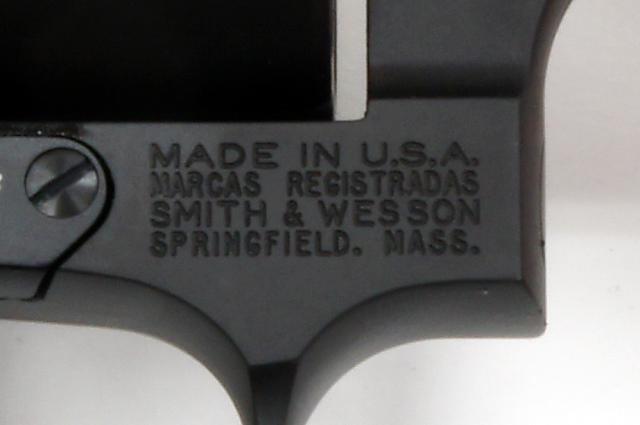 MADE IN U.S.A.
MARCAS REGISTRADAS
SMITH & WESSON
SPRINGFIELD. MASS.